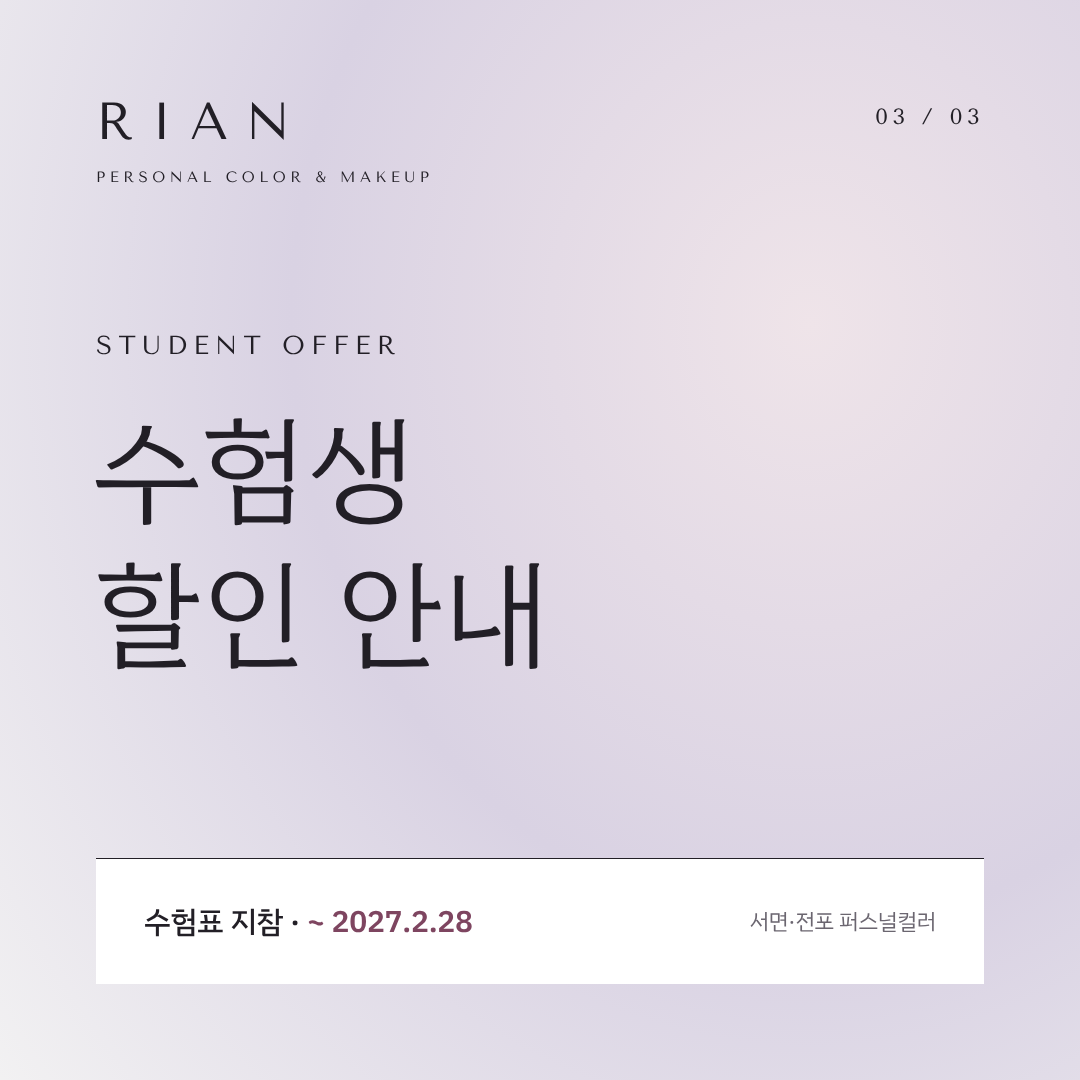 RIAN
03 / 03
PERSONAL COLOR & MAKEUP
STUDENT OFFER
수험생
할인 안내
수험표 지참 · ~ 2027.2.28
서면·전포 퍼스널컬러